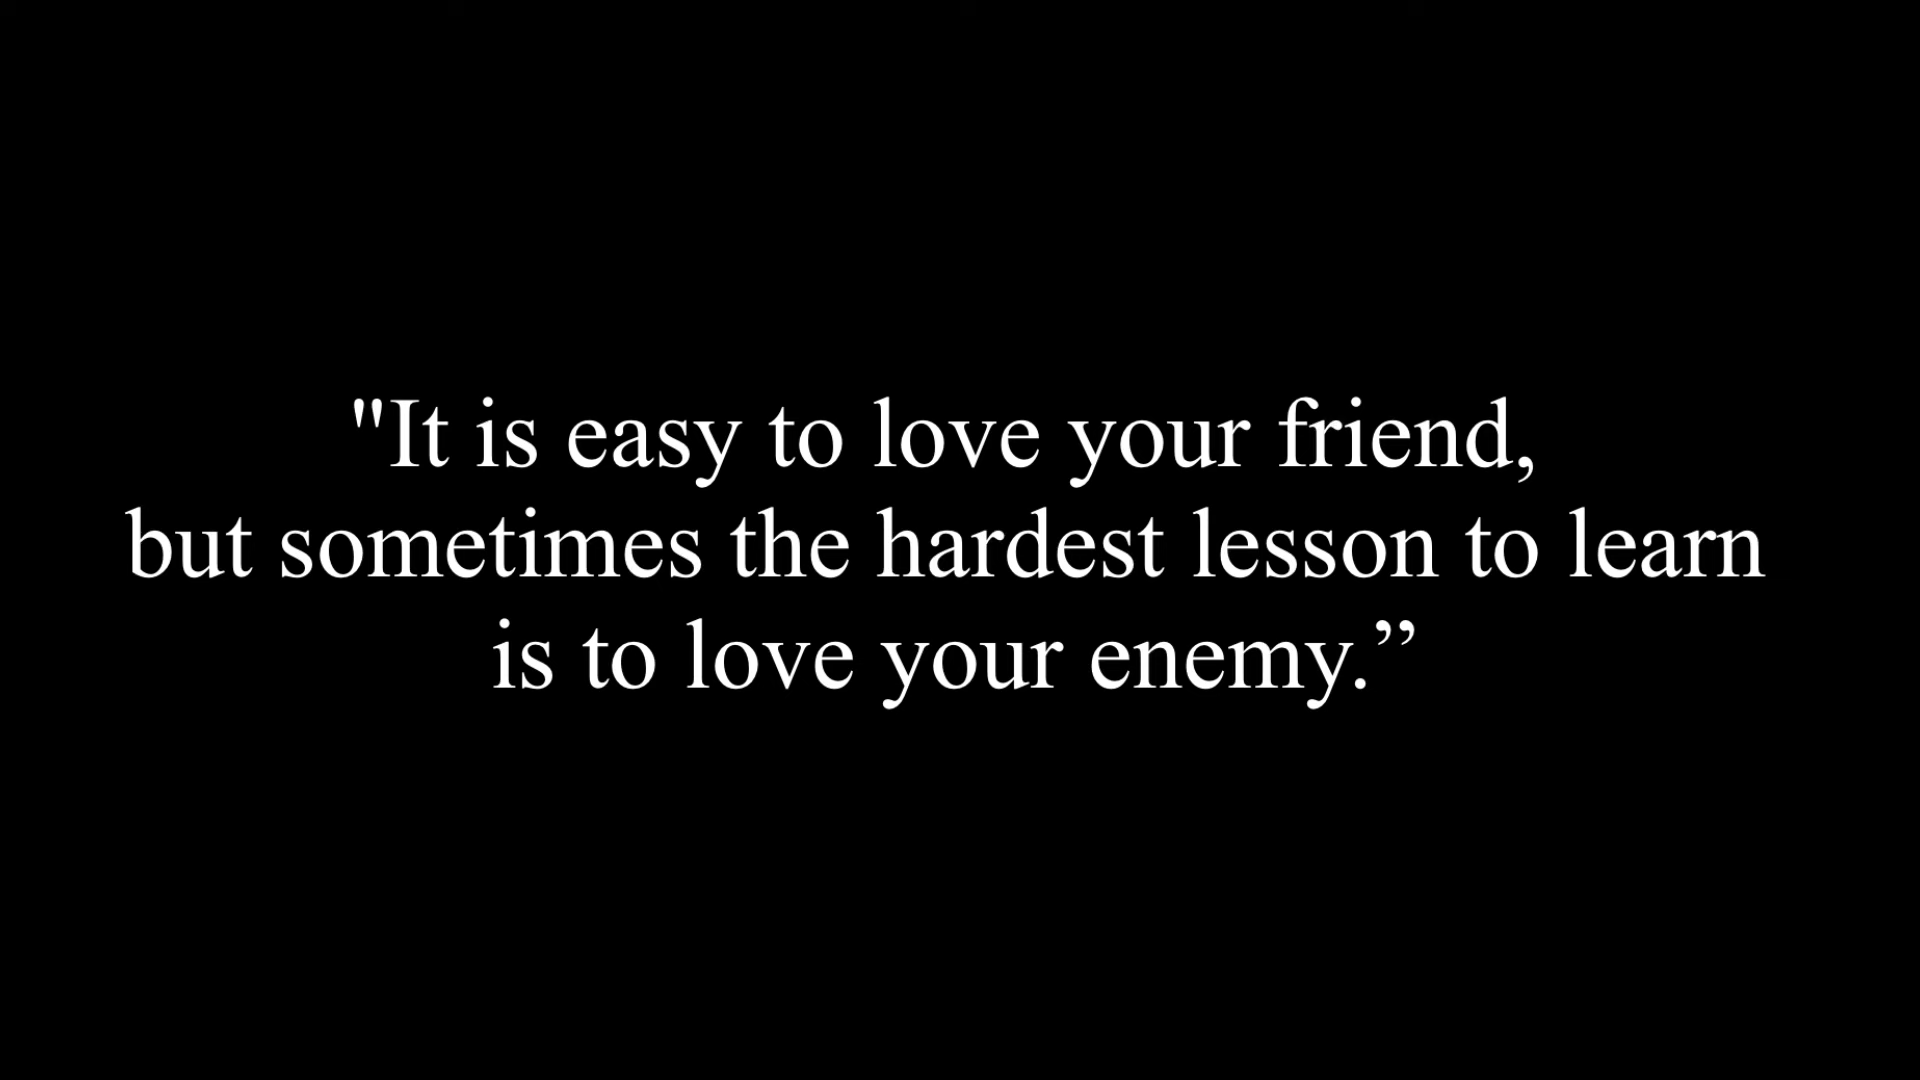 "It is easy to love your friend,
but sometimes the hardest lesson to learn
is to love your enemy.’’